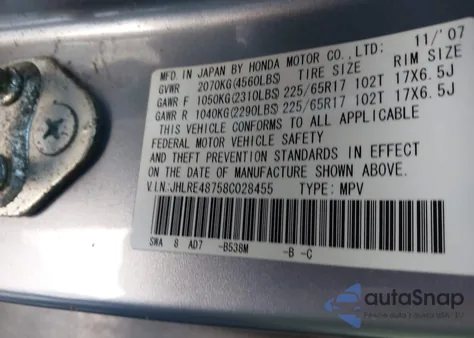 MFD. IN JAPAN BY HONDA MOTOR CO., LTD: 11/'07
GVWR 2070KG(4560LBS) TIRE SIZE RIM SIZE
GAWR F 1050KG(2310LBS) 225/65R17 102T 17X6.5J
GAWR R 1040KG(2290LBS) 225/65R17 102T 17X6.5J
THIS VEHICLE CONFORMS TO ALL APPLICABLE
FEDERAL MOTOR VEHICLE SAFETY
AND THEFT PREVENTION STANDARDS IN EFFECT
ON THE DATE OF MANUFACTURE SHOWN ABOVE.
V.I.N:JHLRE48758C028455 TYPE: MPV
SWA 8 AD7 -B538M -B -C
autoSnap